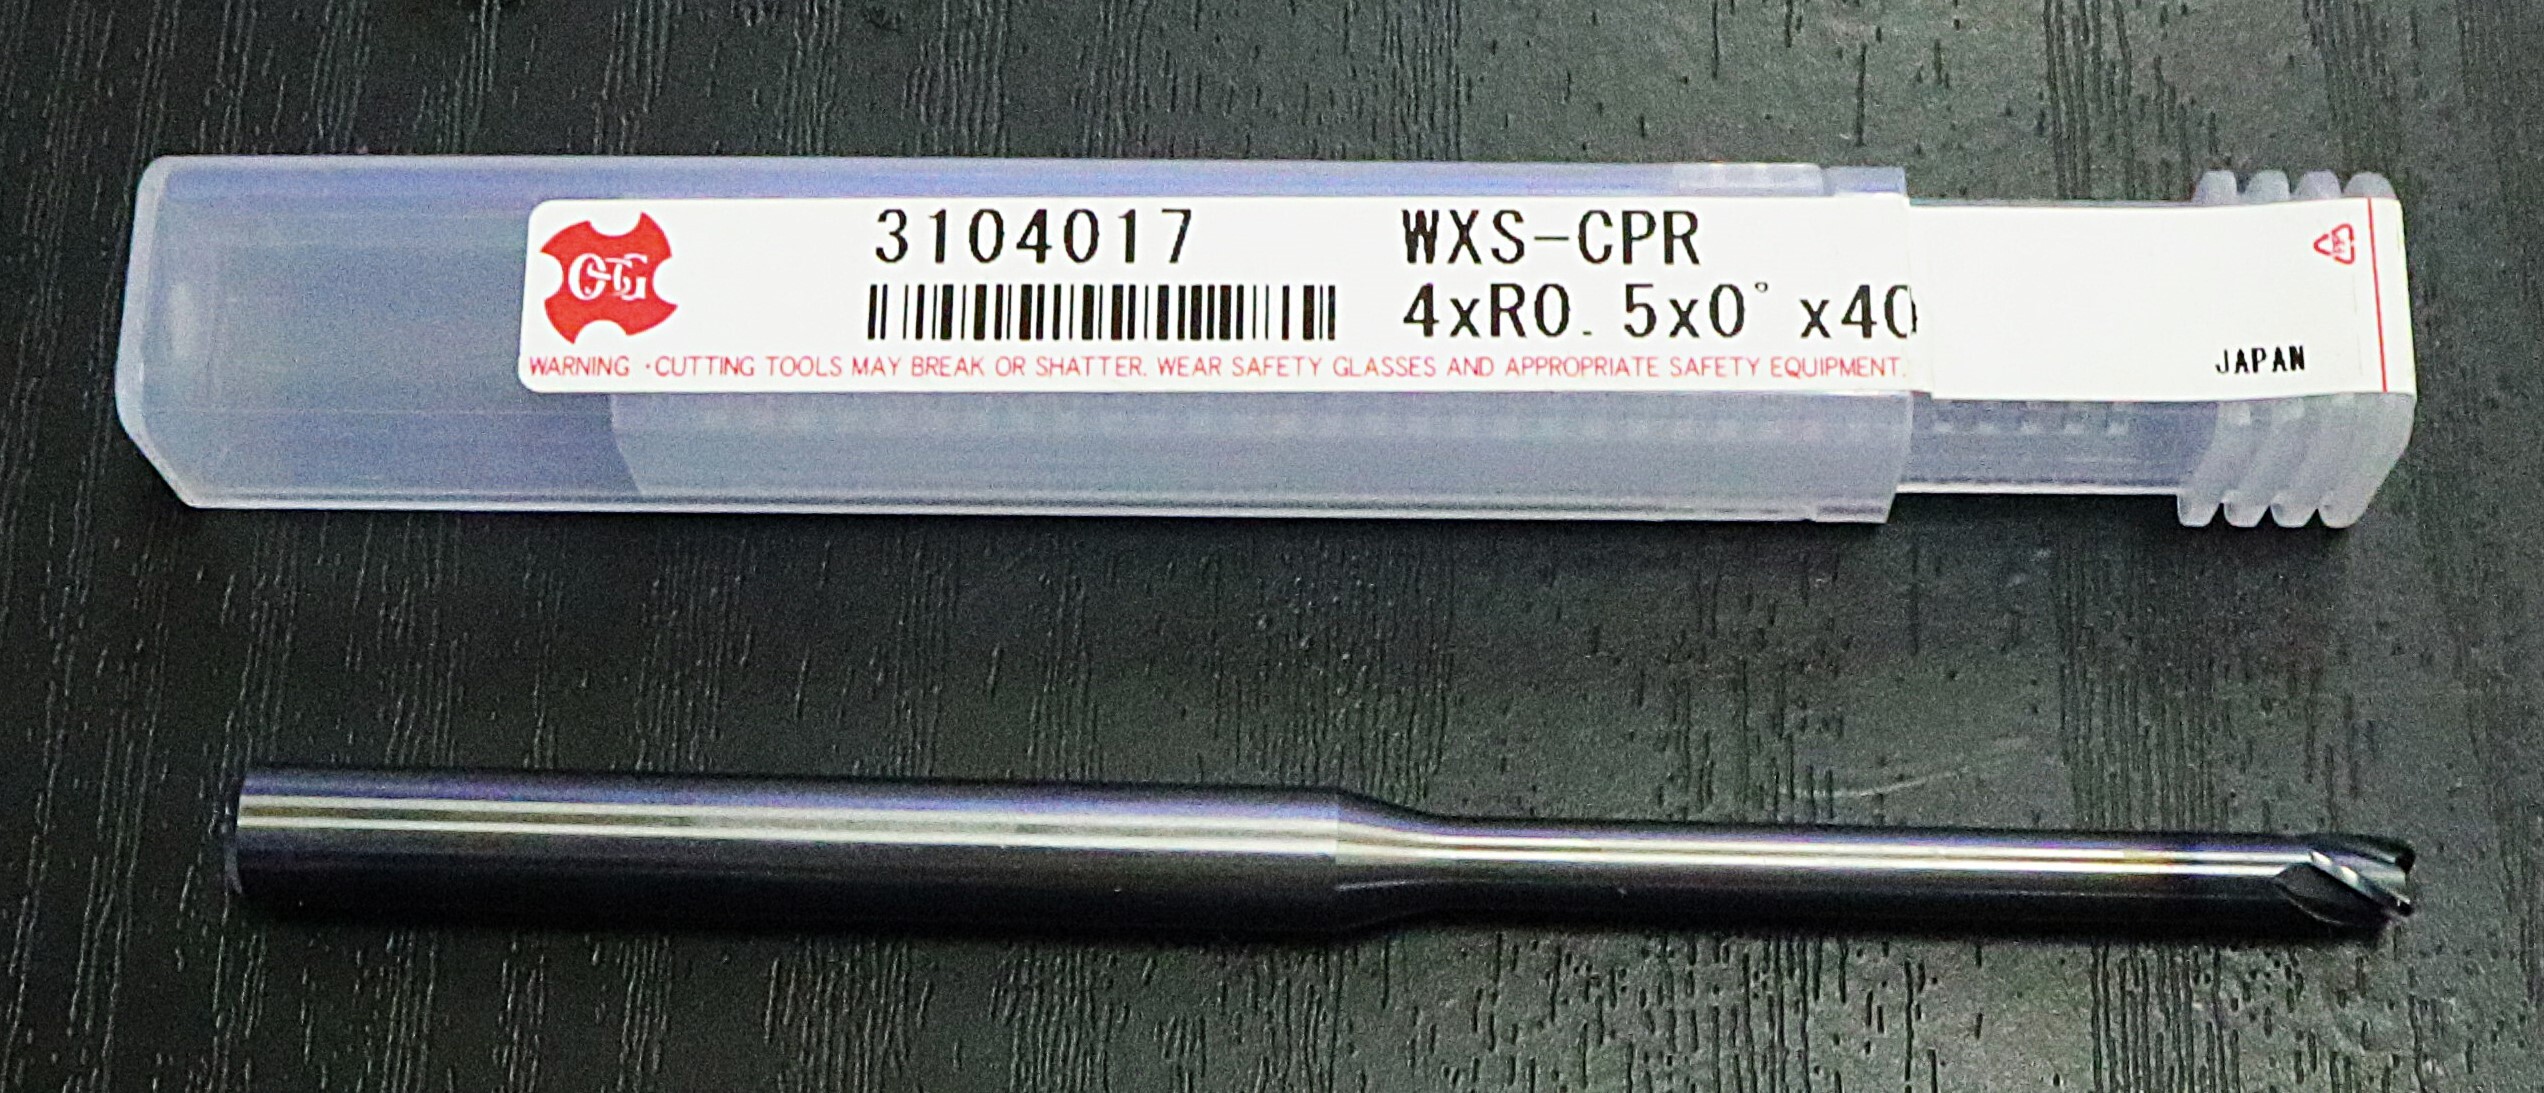 OSG
3104017 WXS-CPR
4xR0.5x0°x40
WARNING ・CUTTING TOOLS MAY BREAK OR SHATTER. WEAR SAFETY GLASSES AND APPROPRIATE SAFETY EQUIPMENT.
PP
JAPAN